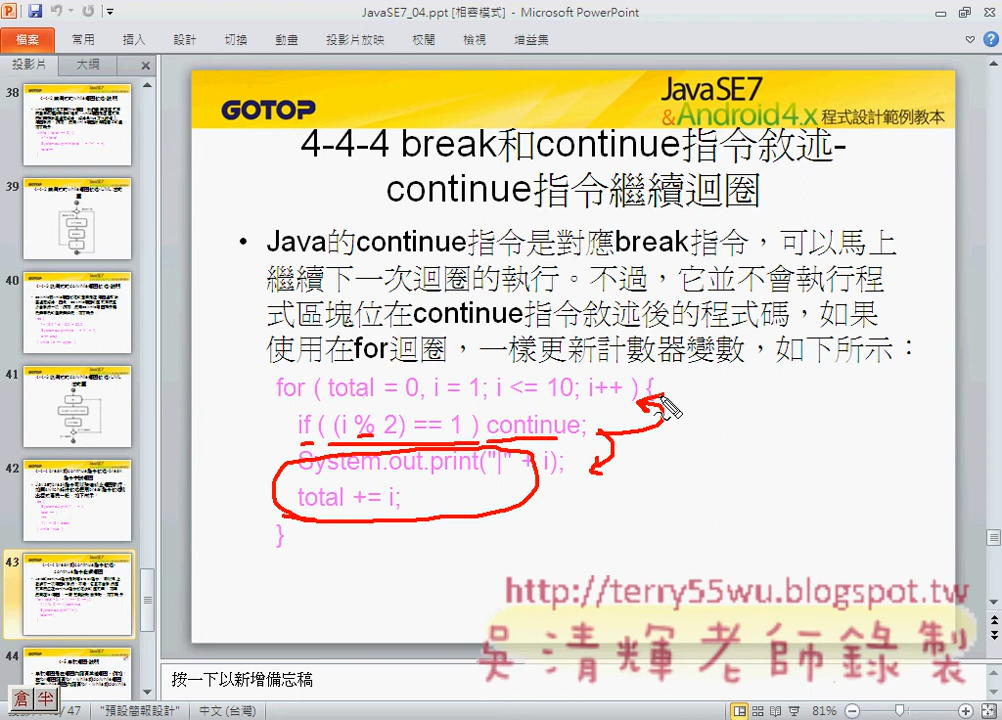 JavaSE7_04.ppt [相容模式] - Microsoft PowerPoint
檔案 常用 插入 設計 切換 動畫 投影片放映 校閱 檢視 增益集
投影片 大綱
38
39
40
41
42
43
44
GOTOP
JavaSE7
&Android4.x程式設計範例教本
4-4-4 break和continue指令敘述-
continue指令繼續迴圈
• Java的continue指令是對應break指令，可以馬上
繼續下一次迴圈的執行。不過，它並不會執行程
式區塊位在continue指令敘述後的程式碼，如果
使用在for迴圈，一樣更新計數器變數，如下所示：
for ( total = 0, i = 1; i <= 10; i++ ) {
if ( (i % 2) == 1 ) continue;
System.out.print("|" + i);
total += i;
}
http://terry55wu.blogspot.tw
吳清輝老師錄製
按一下以新增備忘稿
倉 半
/ 47 "預設簡報設計" 中文 (台灣) 81%